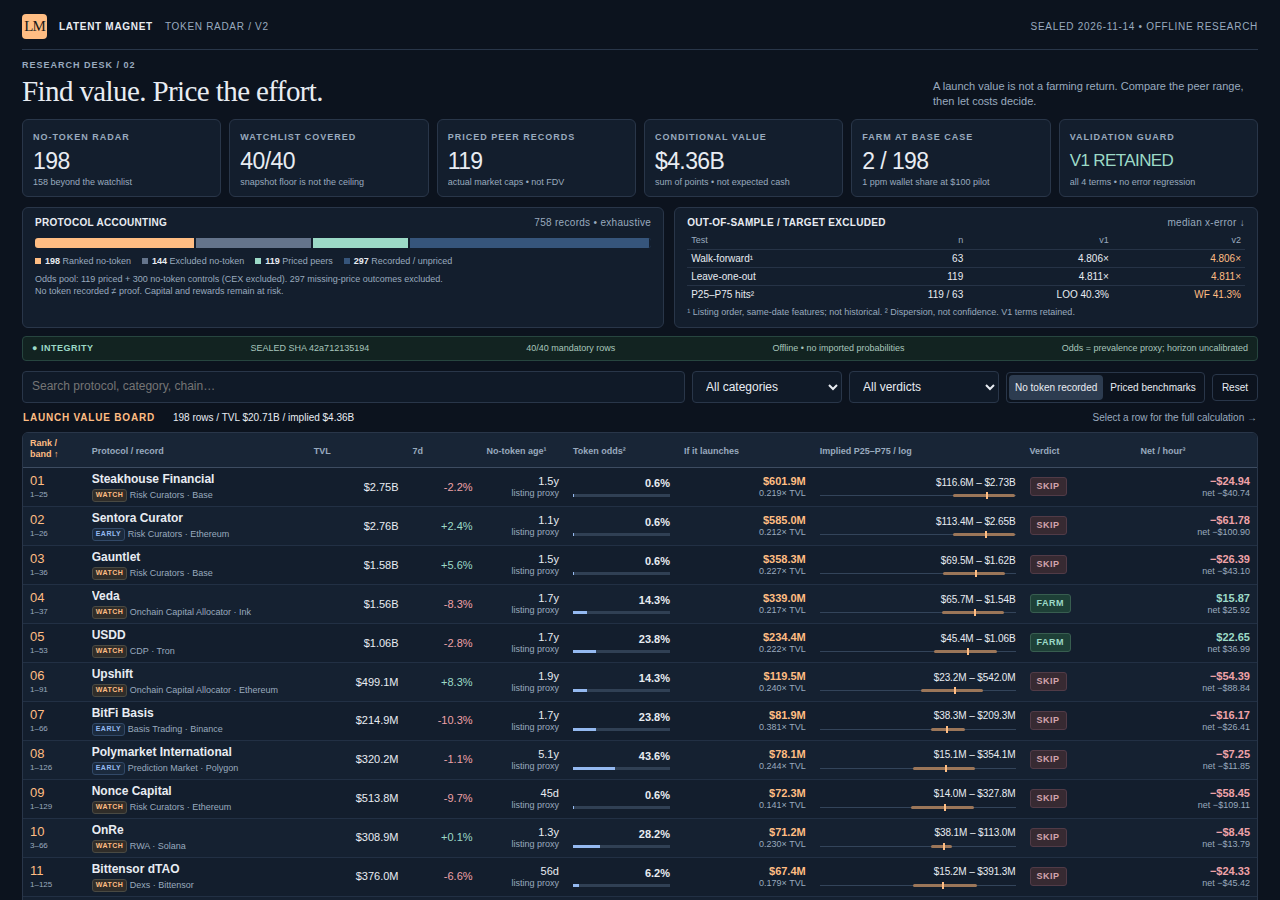 LM LATENT MAGNET TOKEN RADAR / V2 SEALED 2026-11-14 • OFFLINE RESEARCH
RESEARCH DESK / 02
Find value. Price the effort.
A launch value is not a farming return. Compare the peer range,
then let costs decide.
NO-TOKEN RADAR
198
158 beyond the watchlist
WATCHLIST COVERED
40/40
snapshot floor is not the ceiling
PRICED PEER RECORDS
119
actual market caps • not FDV
CONDITIONAL VALUE
$4.36B
sum of points • not expected cash
FARM AT BASE CASE
2 / 198
1 ppm wallet share at $100 pilot
VALIDATION GUARD
V1 RETAINED
all 4 terms • no error regression
PROTOCOL ACCOUNTING 758 records • exhaustive
198 Ranked no-token 144 Excluded no-token 119 Priced peers 297 Recorded / unpriced
Odds pool: 119 priced + 300 no-token controls (CEX excluded). 297 missing-price outcomes excluded.
No token recorded ≠ proof. Capital and rewards remain at risk.
OUT-OF-SAMPLE / TARGET EXCLUDED median x-error ↓
Test n v1 v2
Walk-forward¹ 63 4.806× 4.806×
Leave-one-out 119 4.811× 4.811×
P25–P75 hits² 119 / 63 LOO 40.3% WF 41.3%
¹ Listing order, same-date features; not historical. ² Dispersion, not confidence. V1 terms retained.
● INTEGRITY SEALED SHA 42a712135194 40/40 mandatory rows Offline • no imported probabilities Odds = prevalence proxy; horizon uncalibrated
Search protocol, category, chain… All categories All verdicts No token recorded Priced benchmarks Reset
LAUNCH VALUE BOARD 198 rows / TVL $20.71B / implied $4.36B Select a row for the full calculation →
Rank / band ↑ Protocol / record TVL 7d No-token age¹ Token odds² If it launches Implied P25–P75 / log Verdict Net / hour³
01 Steakhouse Financial $2.75B -2.2% 1.5y 0.6% $601.9M $116.6M – $2.73B SKIP −$24.94
1–25 WATCH Risk Curators · Base listing proxy 0.219× TVL net −$40.74
02 Sentora Curator $2.76B +2.4% 1.1y 0.6% $585.0M $113.4M – $2.65B SKIP −$61.78
1–26 EARLY Risk Curators · Ethereum listing proxy 0.212× TVL net −$100.90
03 Gauntlet $1.58B +5.6% 1.5y 0.6% $358.3M $69.5M – $1.62B SKIP −$26.39
1–36 WATCH Risk Curators · Base listing proxy 0.227× TVL net −$43.10
04 Veda $1.56B -8.3% 1.7y 14.3% $339.0M $65.7M – $1.54B FARM $15.87
1–37 WATCH Onchain Capital Allocator · Ink listing proxy 0.217× TVL net $25.92
05 USDD $1.06B -2.8% 1.7y 23.8% $234.4M $45.4M – $1.06B FARM $22.65
1–53 WATCH CDP · Tron listing proxy 0.222× TVL net $36.99
06 Upshift $499.1M +8.3% 1.9y 14.3% $119.5M $23.2M – $542.0M SKIP −$54.39
1–91 WATCH Onchain Capital Allocator · Ethereum listing proxy 0.240× TVL net −$88.84
07 BitFi Basis $214.9M -10.3% 1.7y 23.8% $81.9M $38.3M – $209.3M SKIP −$16.17
1–66 EARLY Basis Trading · Binance listing proxy 0.381× TVL net −$26.41
08 Polymarket International $320.2M -1.1% 5.1y 43.6% $78.1M $15.1M – $354.1M SKIP −$7.25
1–126 EARLY Prediction Market · Polygon listing proxy 0.244× TVL net −$11.85
09 Nonce Capital $513.8M -9.7% 45d 0.6% $72.3M $14.0M – $327.8M SKIP −$58.45
1–129 WATCH Risk Curators · Ethereum listing proxy 0.141× TVL net −$109.11
10 OnRe $308.9M +0.1% 1.3y 28.2% $71.2M $38.1M – $113.0M SKIP −$8.45
3–66 WATCH RWA · Solana listing proxy 0.230× TVL net −$13.79
11 Bittensor dTAO $376.0M -6.6% 56d 6.2% $67.4M $15.2M – $391.3M SKIP −$24.33
1–125 WATCH Dexs · Bittensor listing proxy 0.179× TVL net −$45.42